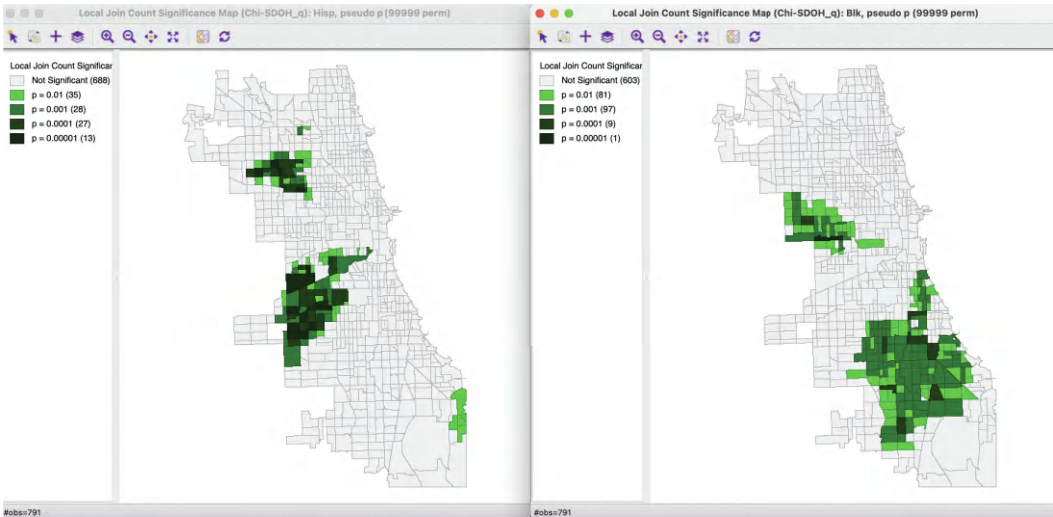 Local Join Count Significance Map (Chi-SDOH_q): Hisp, pseudo p (99999 perm)
Local Join Count Significar
Not Significant (688)
p = 0.01 (35)
p = 0.001 (28)
p = 0.0001 (27)
p = 0.00001 (13)
#obs=791
Local Join Count Significance Map (Chi-SDOH_q): Blk, pseudo p (99999 perm)
Local Join Count Significar
Not Significant (603)
p = 0.01 (81)
p = 0.001 (97)
p = 0.0001 (9)
p = 0.00001 (1)
#obs=791